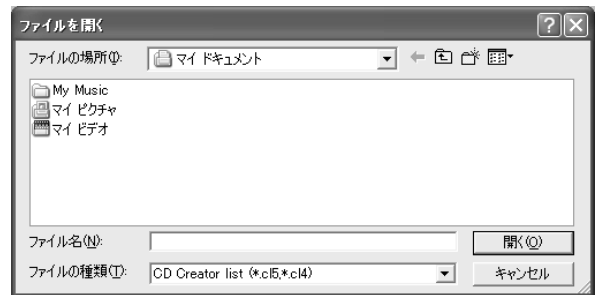 ファイルを開く
ファイルの場所(I):
マイ ドキュメント
My Music
マイ ピクチャ
マイ ビデオ
ファイル名(N):
開く(O)
ファイルの種類(T):
CD Creator list (*.cl5,*.cl4)
キャンセル